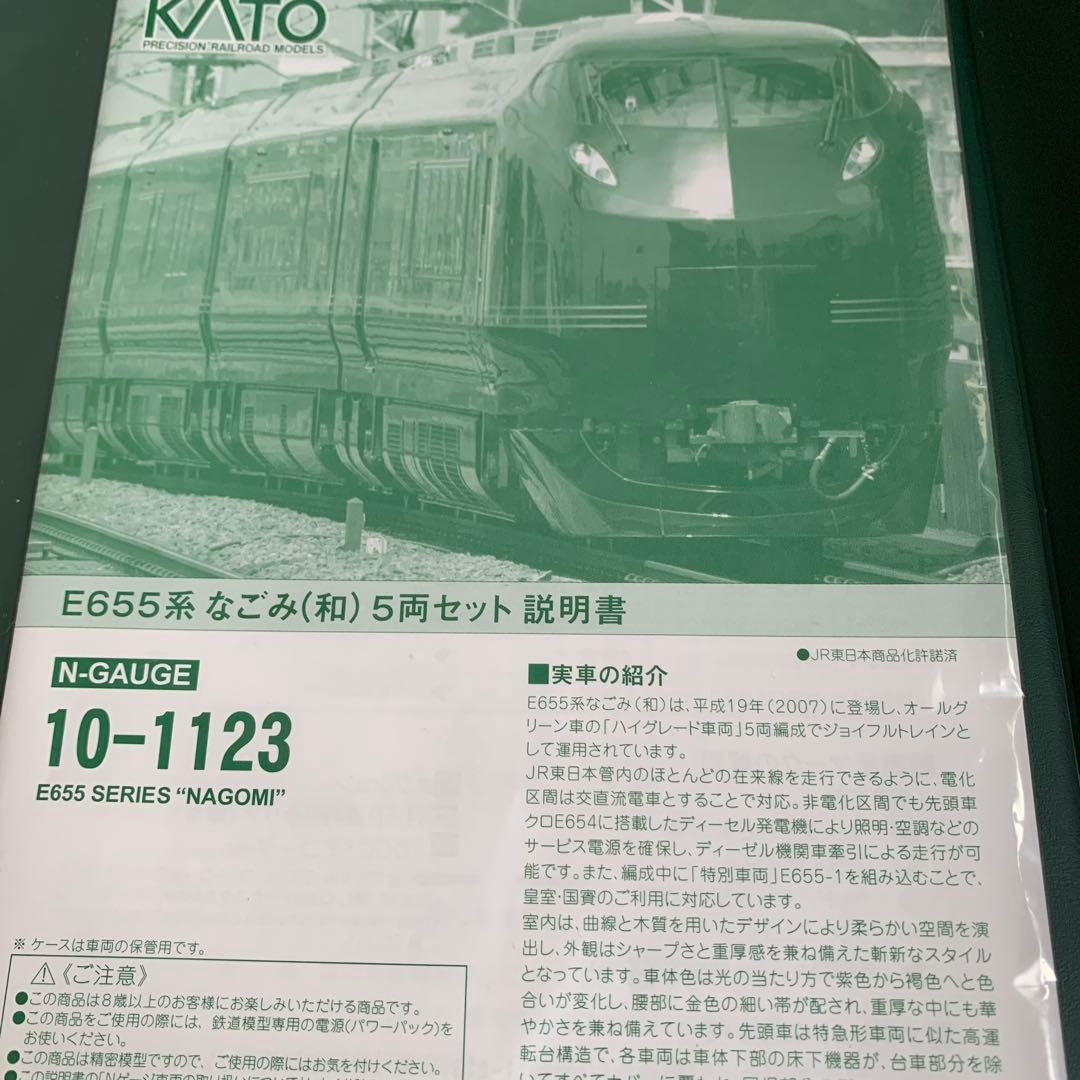 KATO
PRECISION RAILROAD MODELS
E655系 なごみ(和) 5両セット 説明書
●JR東日本商品化許諾済
N-GAUGE
10-1123
E655 SERIES “NAGOMI”
■実車の紹介
E655系なごみ(和)は、平成19年(2007)に登場し、オールグ
リーン車の「ハイグレード車両」5両編成でジョイフルトレインと
して運用されています。
JR東日本管内のほとんどの在来線を走行できるように、電化
区間は交直流電車とすることで対応。非電化区間でも先頭車
クロE654に搭載したディーセル発電機により照明・空調などの
サービス電源を確保し、ディーゼル機関車牽引による走行が可
能です。また、編成中に「特別車両」E655-1を組み込むことで、
皇室・国賓のご利用に対応しています。
室内は、曲線と木質を用いたデザインにより柔らかい空間を演
出し、外観はシャープさと重厚感を兼ね備えた斬新なスタイル
となっています。車体色は光の当たり方で紫色から褐色へと色
合いが変化し、腰部に金色の細い帯が配され、重厚な中にも華
やかさを兼ね備えています。先頭車は特急形車両に似た高運
転台構造で、各車両は車体下部の床下機器が、台車部分を除
※ ケースは車両の保管用です。
⚠《ご注意》
●この商品は8歳以上のお客様にお楽しみいただける商品です。
●この商品をご使用の際には、鉄道模型専用の電源(パワーパック)を
お使いください。
●この商品は精密模型ですので、ご使用の際にはお気を付けください。